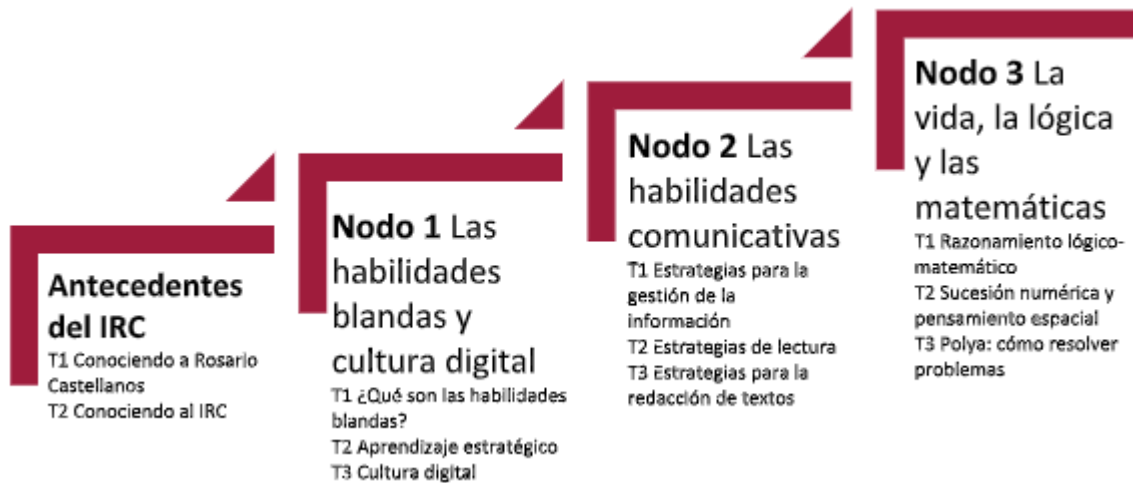 Antecedentes
del IRC
T1 Conociendo a Rosario
Castellanos
T2 Conociendo al IRC
Nodo 1 Las
habilidades
blandas y
cultura digital
T1 ¿Qué son las habilidades
blandas?
T2 Aprendizaje estratégico
T3 Cultura digital
Nodo 2 Las
habilidades
comunicativas
T1 Estrategias para la
gestión de la
información
T2 Estrategias de lectura
T3 Estrategias para la
redacción de textos
Nodo 3 La
vida, la lógica
y las
matemáticas
T1 Razonamiento lógico-
matemático
T2 Sucesión numérica y
pensamiento espacial
T3 Polya: cómo resolver
problemas